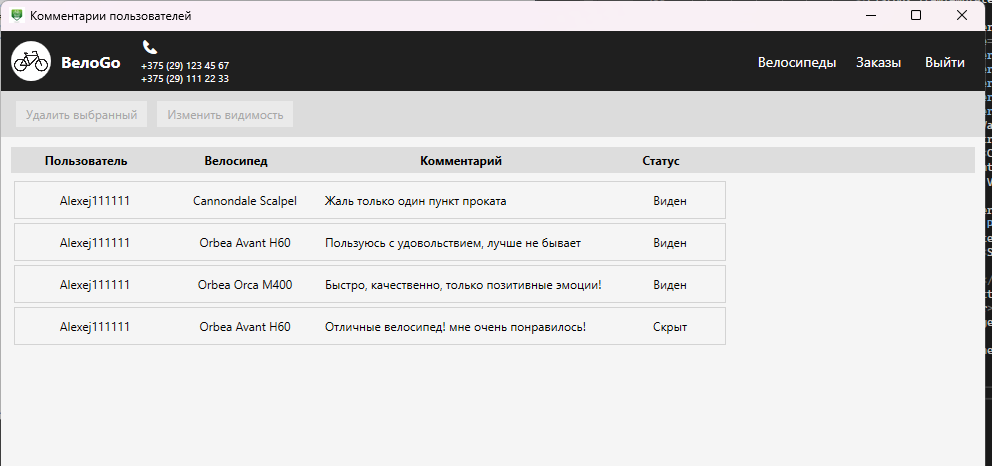 Комментарии пользователей
ВелоGo
+375 (29) 123 45 67
+375 (29) 111 22 33
Велосипеды Заказы Выйти
Удалить выбранный Изменить видимость
Пользователь Велосипед Комментарий Статус
Alexej111111 Cannondale Scalpel Жаль только один пункт проката Виден
Alexej111111 Orbea Avant H60 Пользуюсь с удовольствием, лучше не бывает Виден
Alexej111111 Orbea Orca M400 Быстро, качественно, только позитивные эмоции! Виден
Alexej111111 Orbea Avant H60 Отличные велосипед! мне очень понравилось! Скрыт